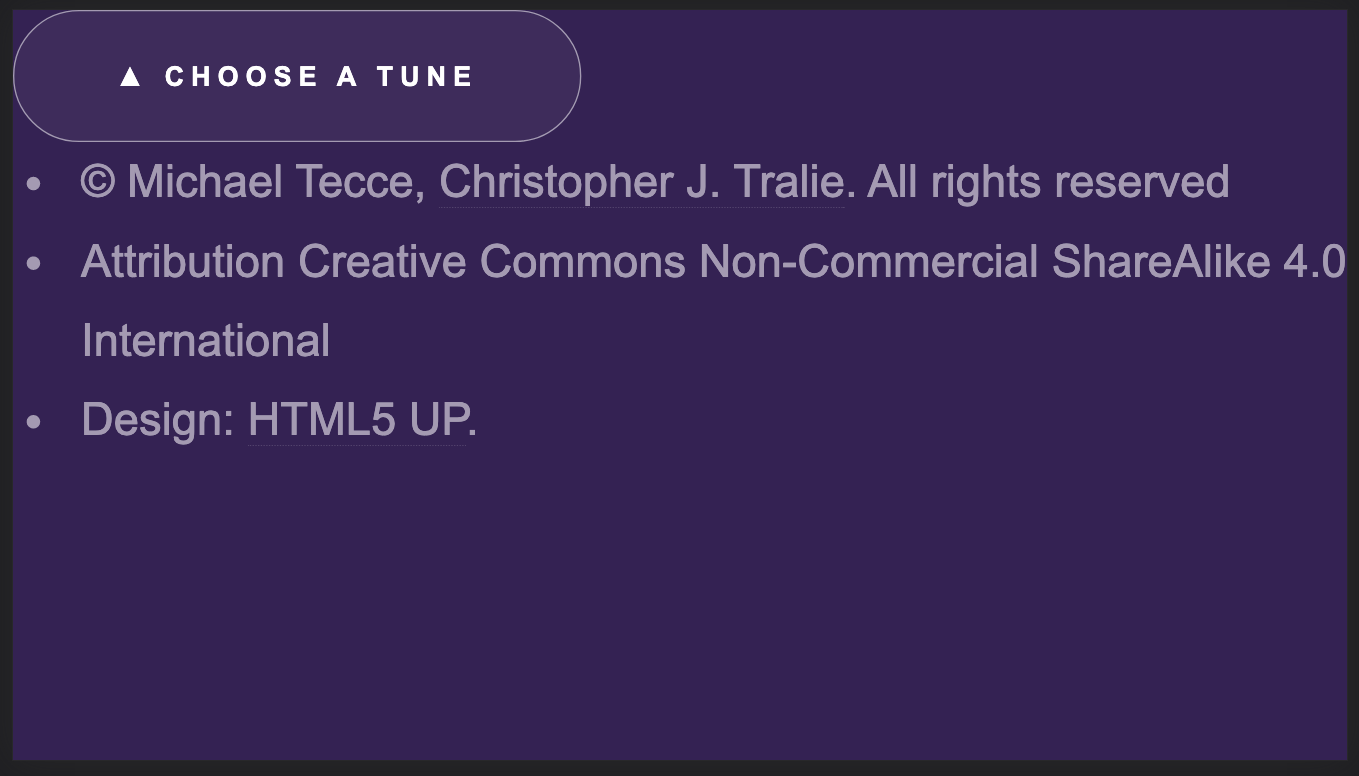 ▲ CHOOSE A TUNE
• © Michael Tecce, Christopher J. Tralie. All rights reserved
• Attribution Creative Commons Non-Commercial ShareAlike 4.0
International
• Design: HTML5 UP.